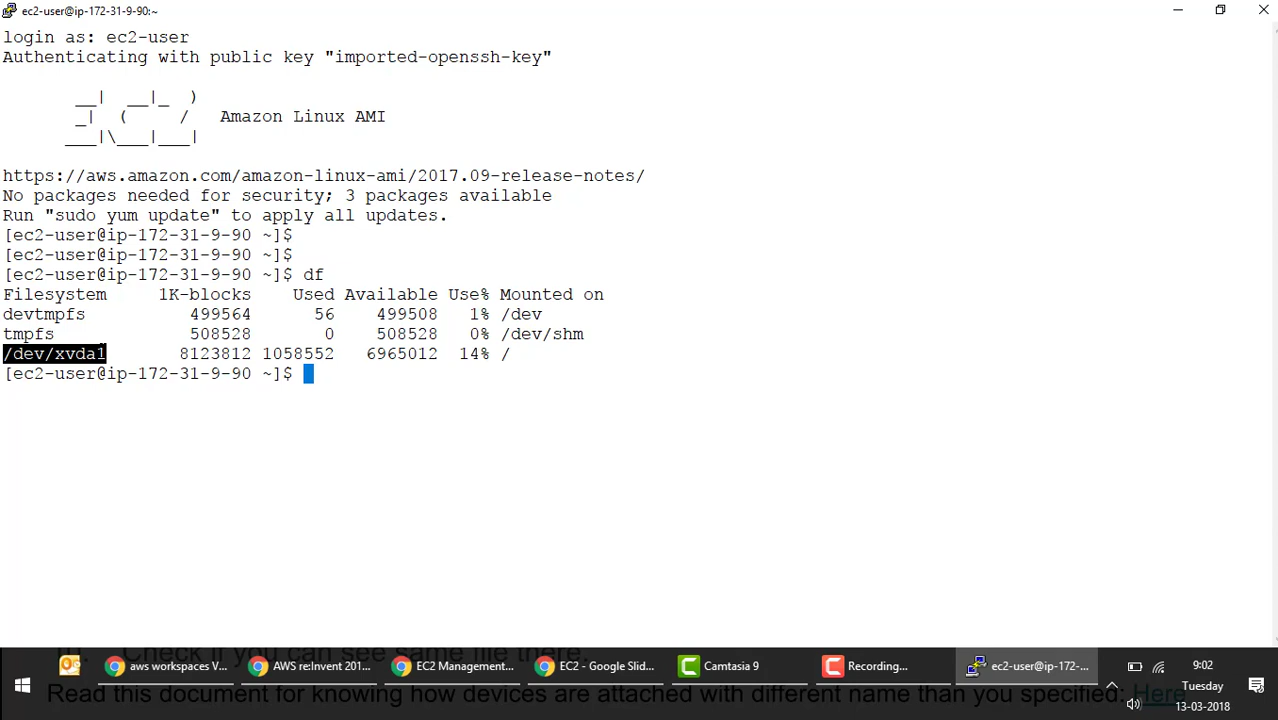 ec2-user@ip-172-31-9-90:~
login as: ec2-user
Authenticating with public key "imported-openssh-key"
       __|  __|_  )
       _|  (     /   Amazon Linux AMI
      ___|\___|___|
https://aws.amazon.com/amazon-linux-ami/2017.09-release-notes/
No packages needed for security; 3 packages available
Run "sudo yum update" to apply all updates.
[ec2-user@ip-172-31-9-90 ~]$
[ec2-user@ip-172-31-9-90 ~]$
[ec2-user@ip-172-31-9-90 ~]$ df
Filesystem     1K-blocks    Used Available Use% Mounted on
devtmpfs          499564      56    499508   1% /dev
tmpfs             508528       0    508528   0% /dev/shm
/dev/xvda1       8123812 1058552   6965012  14% /
[ec2-user@ip-172-31-9-90 ~]$
Check if you can see same file there.
aws workspaces V... AWS re:Invent 201... EC2 Management... EC2 - Google Slid... Camtasia 9 Recording... ec2-user@ip-172-... 9:02
Tuesday
Read this document for knowing how devices are attached with different name than you specified: Here
13-03-2018